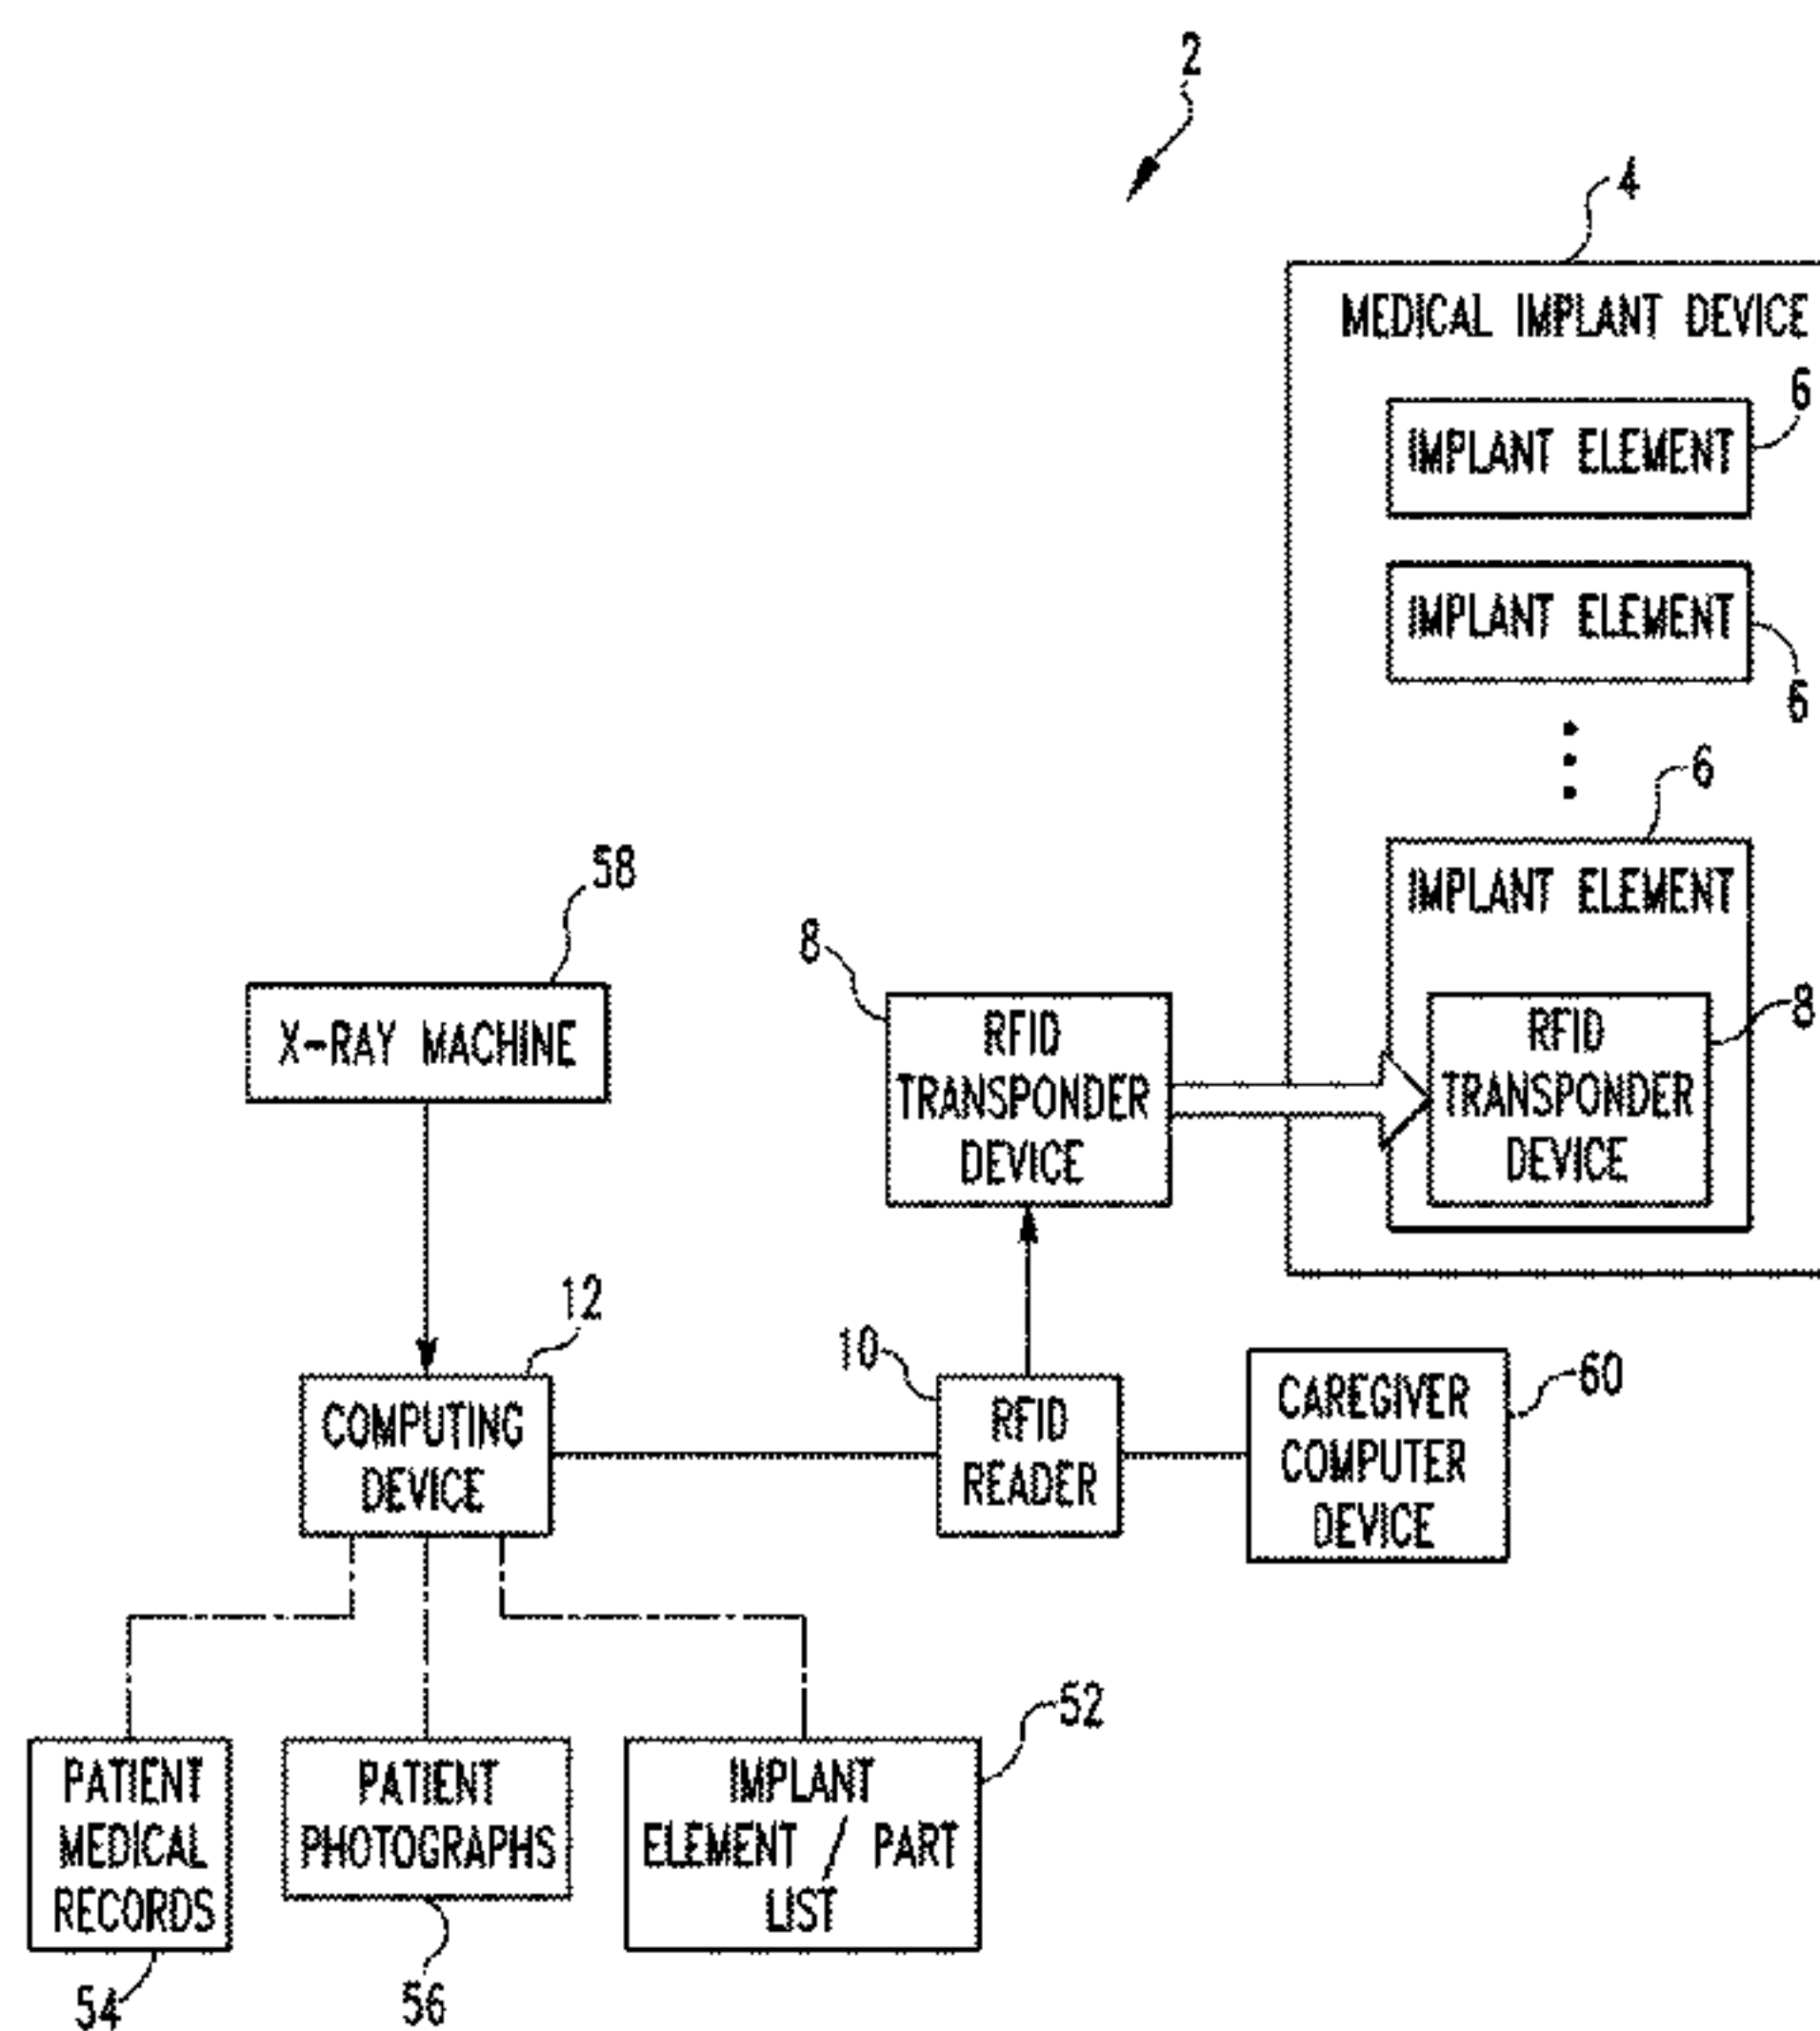 2
4
MEDICAL IMPLANT DEVICE
6
IMPLANT ELEMENT
IMPLANT ELEMENT
6
6
IMPLANT ELEMENT
58
X-RAY MACHINE
8
RFID
TRANSPONDER
DEVICE
8
RFID
TRANSPONDER
DEVICE
12
COMPUTING
DEVICE
10
RFID
READER
60
CAREGIVER
COMPUTER
DEVICE
PATIENT
MEDICAL
RECORDS
54
PATIENT
PHOTOGRAPHS
56
52
IMPLANT
ELEMENT / PART
LIST